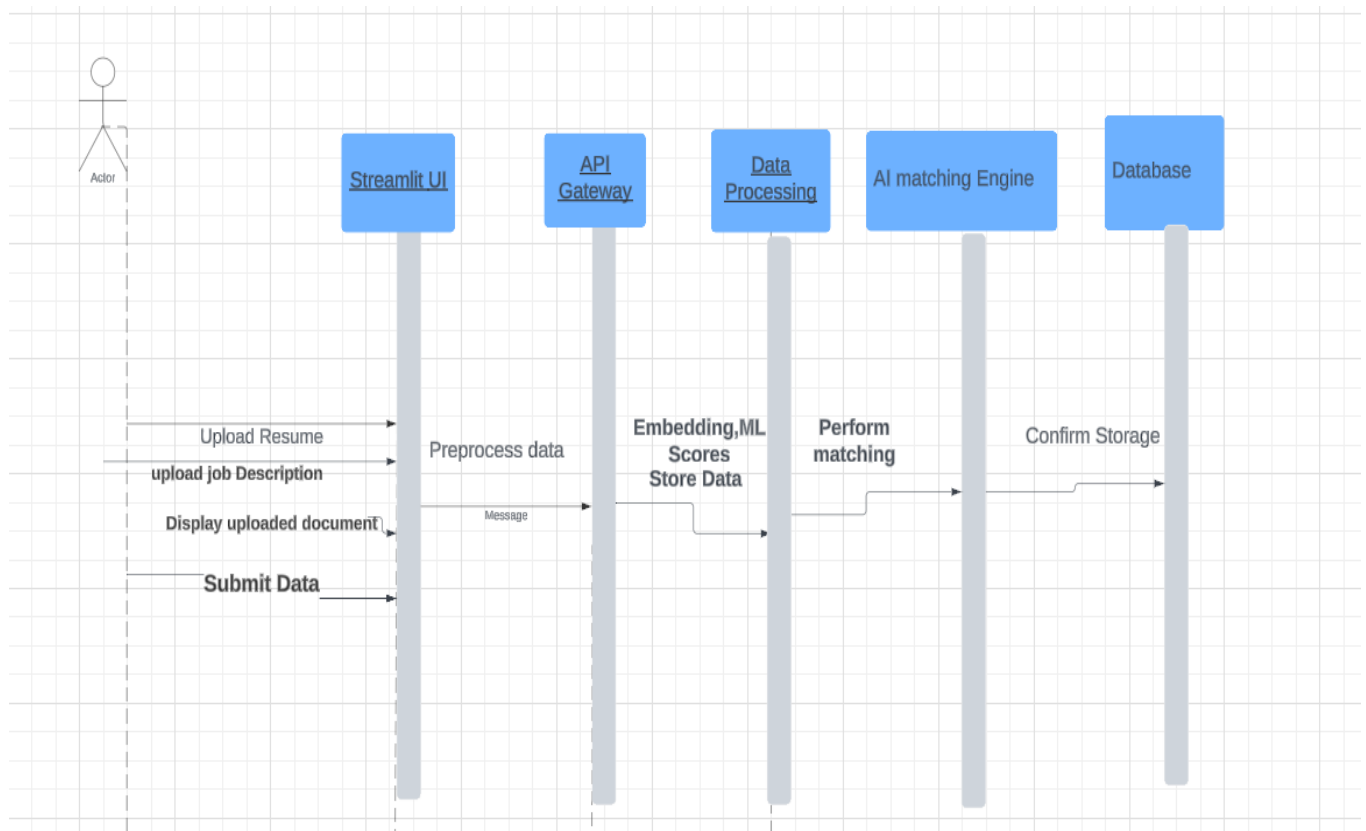 Actor
Streamlit UI
API
Gateway
Data
Processing
AI matching Engine
Database
Upload Resume
upload job Description
Display uploaded document
Submit Data
Preprocess data
Message
Embedding,ML
Scores
Store Data
Perform
matching
Confirm Storage